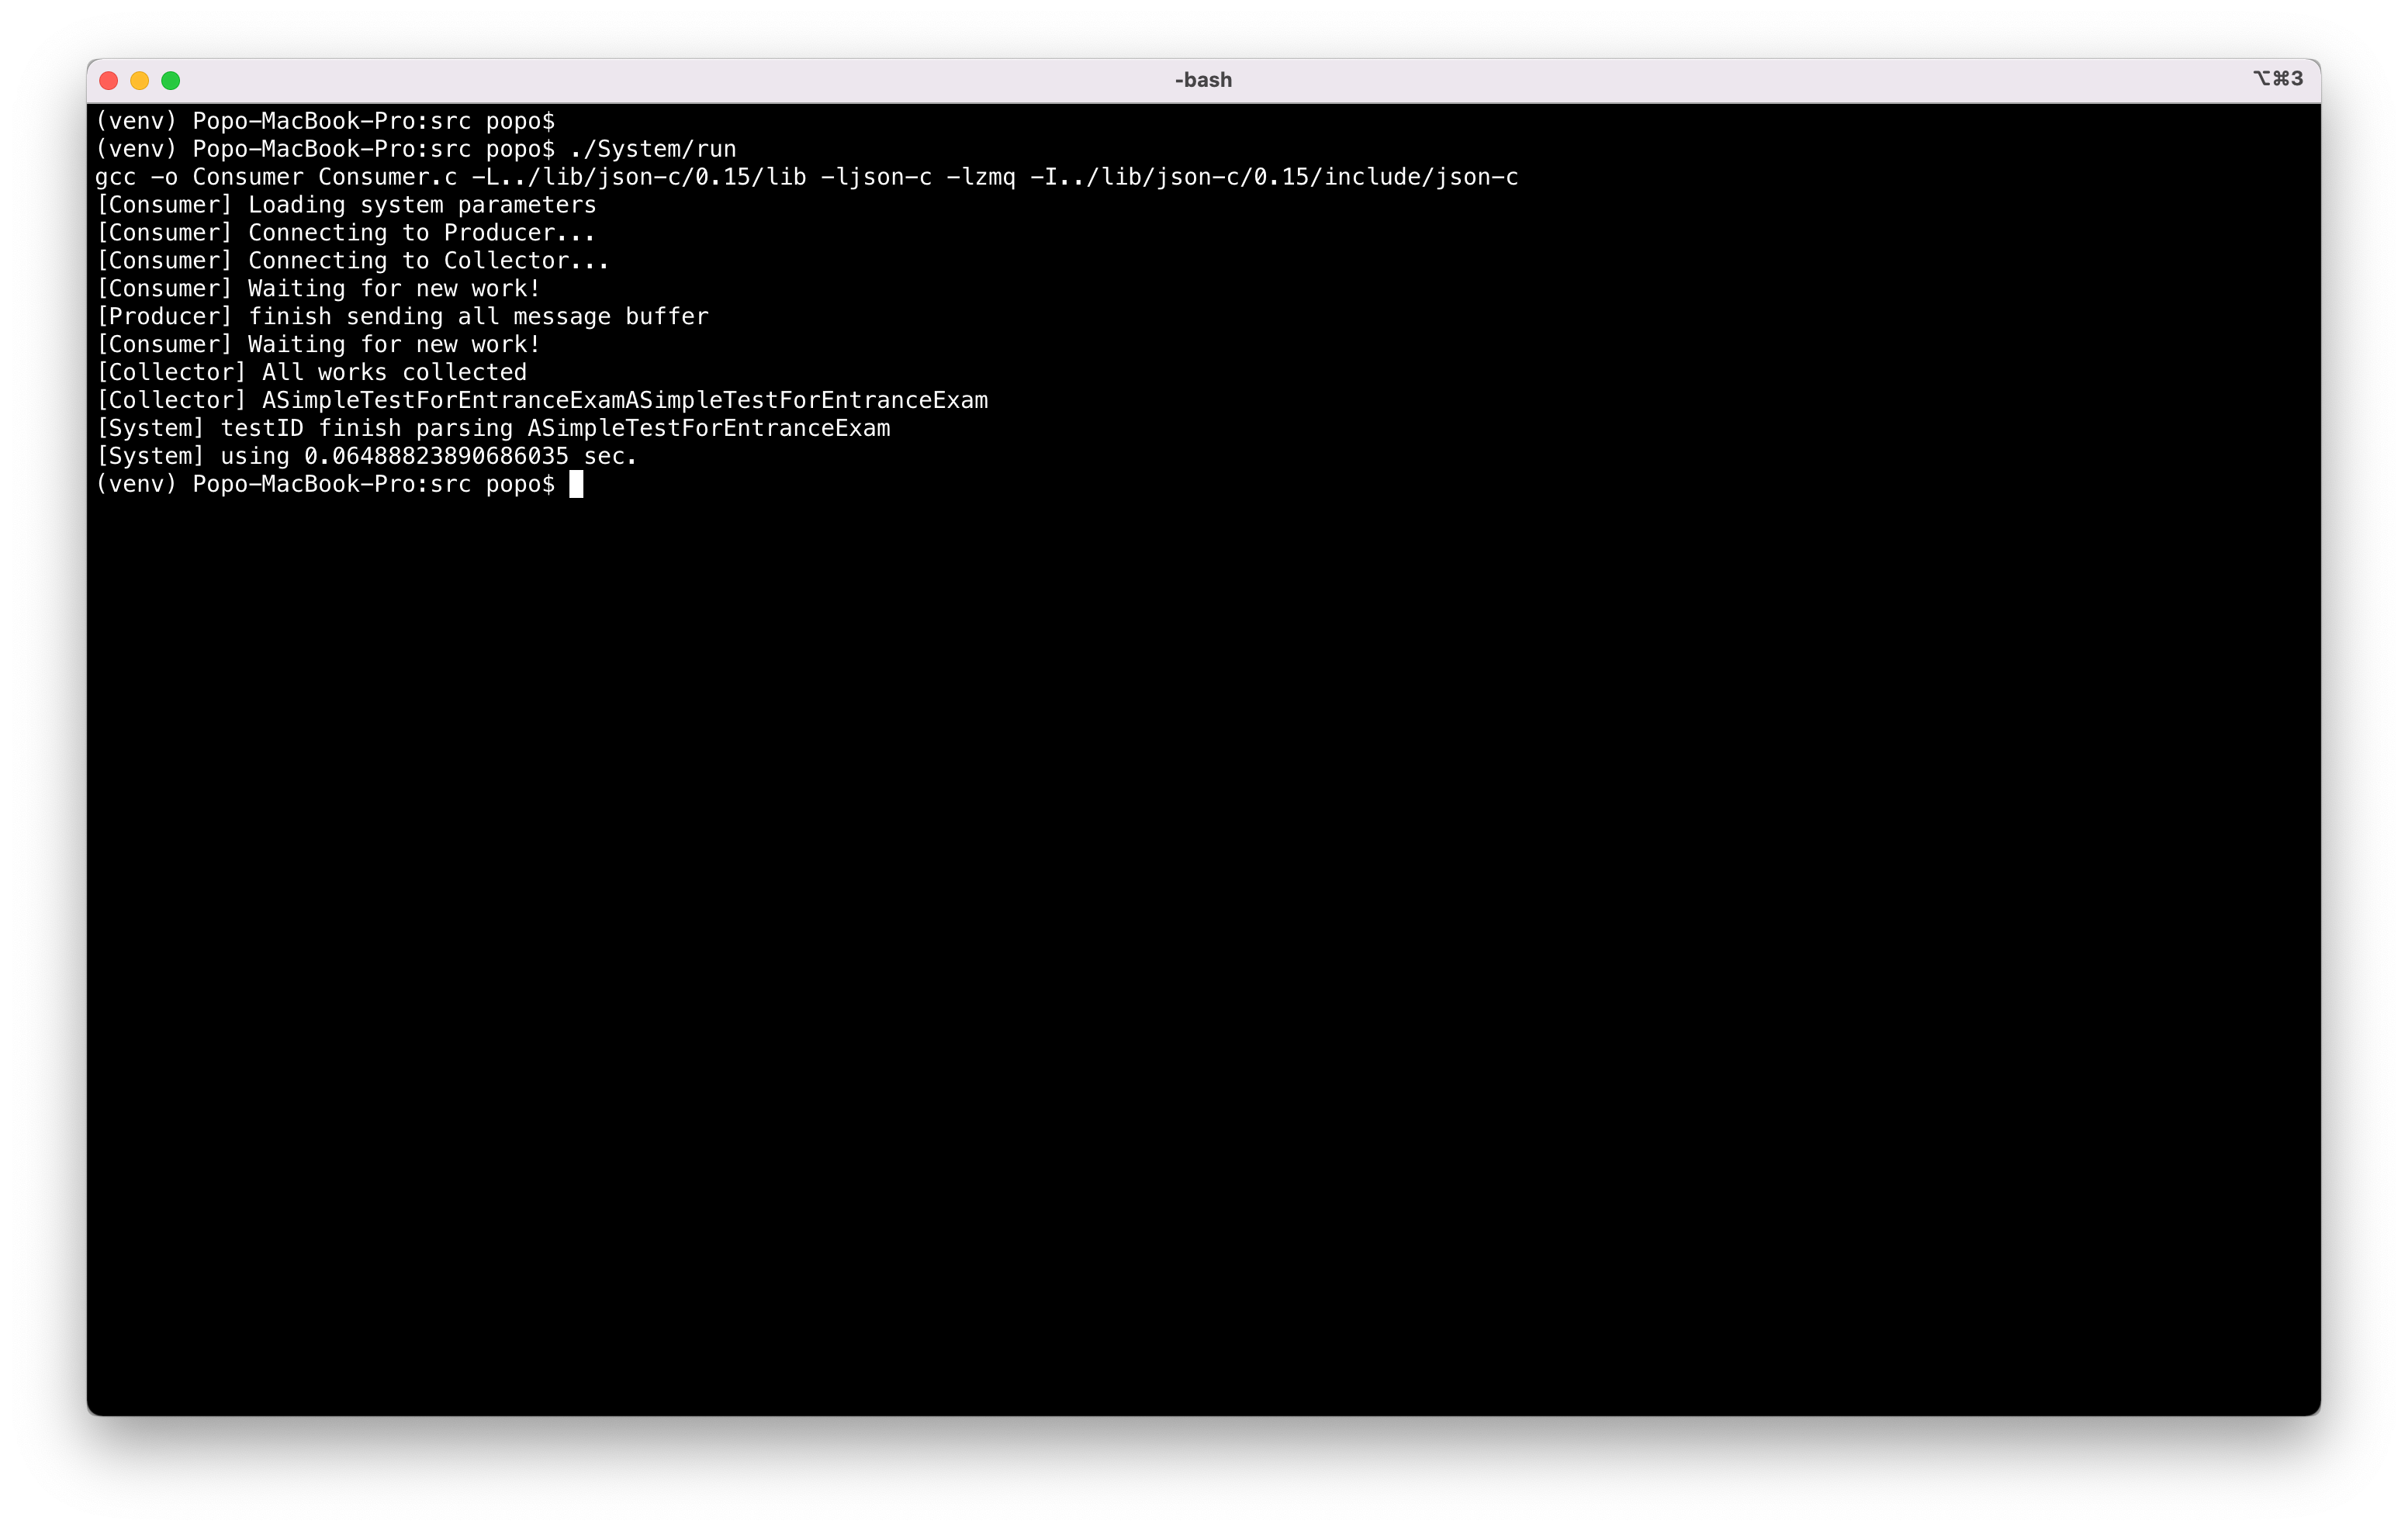 -bash
⌥⌘3
(venv) Popo-MacBook-Pro:src popo$
(venv) Popo-MacBook-Pro:src popo$ ./System/run
gcc -o Consumer Consumer.c -L../lib/json-c/0.15/lib -ljson-c -lzmq -I../lib/json-c/0.15/include/json-c
[Consumer] Loading system parameters
[Consumer] Connecting to Producer...
[Consumer] Connecting to Collector...
[Consumer] Waiting for new work!
[Producer] finish sending all message buffer
[Consumer] Waiting for new work!
[Collector] All works collected
[Collector] ASimpleTestForEntranceExamASimpleTestForEntranceExam
[System] testID finish parsing ASimpleTestForEntranceExam
[System] using 0.06488823890686035 sec.
(venv) Popo-MacBook-Pro:src popo$